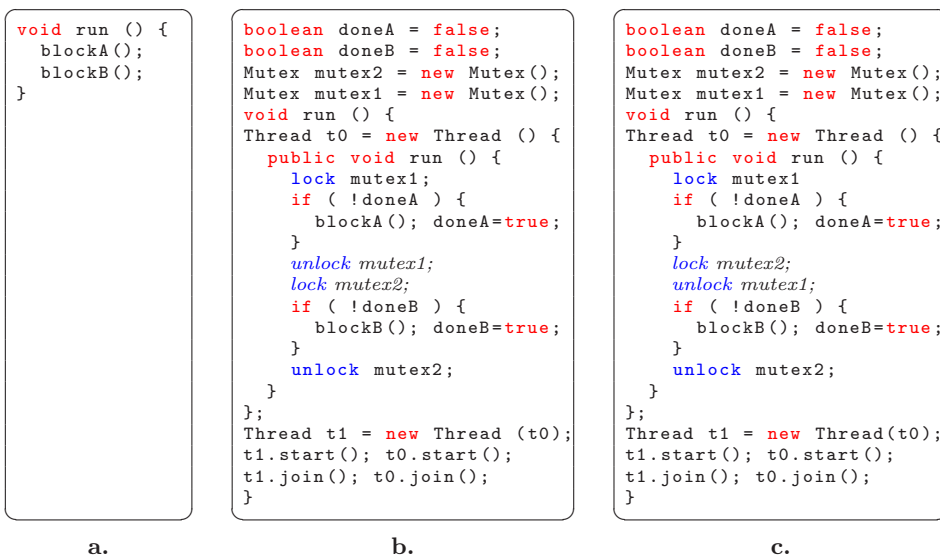 void run () {
  blockA();
  blockB();
}
boolean doneA = false;
boolean doneB = false;
Mutex mutex2 = new Mutex();
Mutex mutex1 = new Mutex();
void run () {
Thread t0 = new Thread () {
  public void run () {
    lock mutex1;
    if ( !doneA ) {
      blockA(); doneA=true;
    }
    unlock mutex1;
    lock mutex2;
    if ( !doneB ) {
      blockB(); doneB=true;
    }
    unlock mutex2;
  }
};
Thread t1 = new Thread (t0);
t1.start(); t0.start();
t1.join(); t0.join();
}
boolean doneA = false;
boolean doneB = false;
Mutex mutex2 = new Mutex();
Mutex mutex1 = new Mutex();
void run () {
Thread t0 = new Thread () {
  public void run () {
    lock mutex1
    if ( !doneA ) {
      blockA(); doneA=true;
    }
    lock mutex2;
    unlock mutex1;
    if ( !doneB ) {
      blockB(); doneB=true;
    }
    unlock mutex2;
  }
};
Thread t1 = new Thread(t0);
t1.start(); t0.start();
t1.join(); t0.join();
}
a.
b.
c.